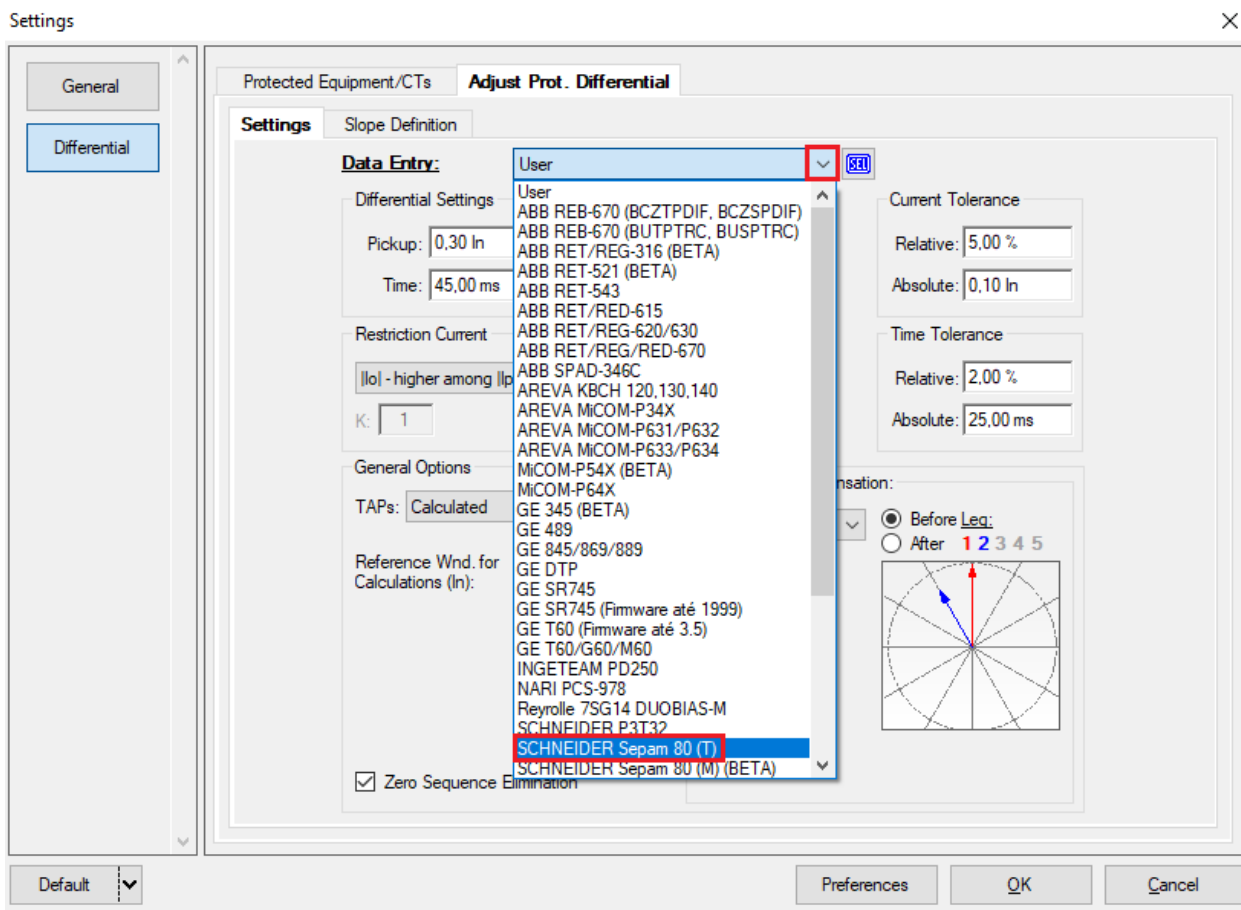 Settings
General
Differential
Protected Equipment/CTs
Adjust Prot. Differential
Settings
Slope Definition
Data Entry:
User
SEL
User
ABB REB-670 (BCZTPDIF, BCZSPDIF)
ABB REB-670 (BUTPTRC, BUSPTRC)
ABB RET/REG-316 (BETA)
ABB RET-521 (BETA)
ABB RET-543
ABB RET/RED-615
ABB RET/REG-620/630
ABB RET/REG/RED-670
ABB SPAD-346C
AREVA KBCH 120,130,140
AREVA MiCOM-P34X
AREVA MiCOM-P631/P632
AREVA MiCOM-P633/P634
MiCOM-P54X (BETA)
MiCOM-P64X
GE 345 (BETA)
GE 489
GE 845/869/889
GE DTP
GE SR745
GE SR745 (Firmware até 1999)
GE T60 (Firmware até 3.5)
GE T60/G60/M60
INGETEAM PD250
NARI PCS-978
Reyrolle 7SG14 DUOBIAS-M
SCHNEIDER P3T32
SCHNEIDER Sepam 80 (T)
SCHNEIDER Sepam 80 (M) (BETA)
Differential Settings
Pickup: 0,30 In
Time: 45,00 ms
Restriction Current
||o| - higher among ||p
K: 1
General Options
TAPs: Calculated
Reference Wnd. for
Calculations (In):
Zero Sequence Elimination
Current Tolerance
Relative: 5,00 %
Absolute: 0,10 In
Time Tolerance
Relative: 2,00 %
Absolute: 25,00 ms
nsation:
Before Leg:
After 1 2 3 4 5
Default
Preferences
OK
Cancel